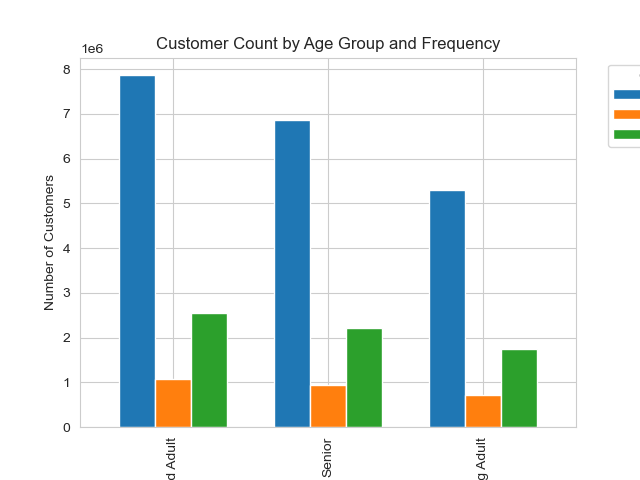 Customer Count by Age Group and Frequency
1e6
8
7
6
5
4
3
2
1
0
Number of Customers
d Adult
Senior
g Adult